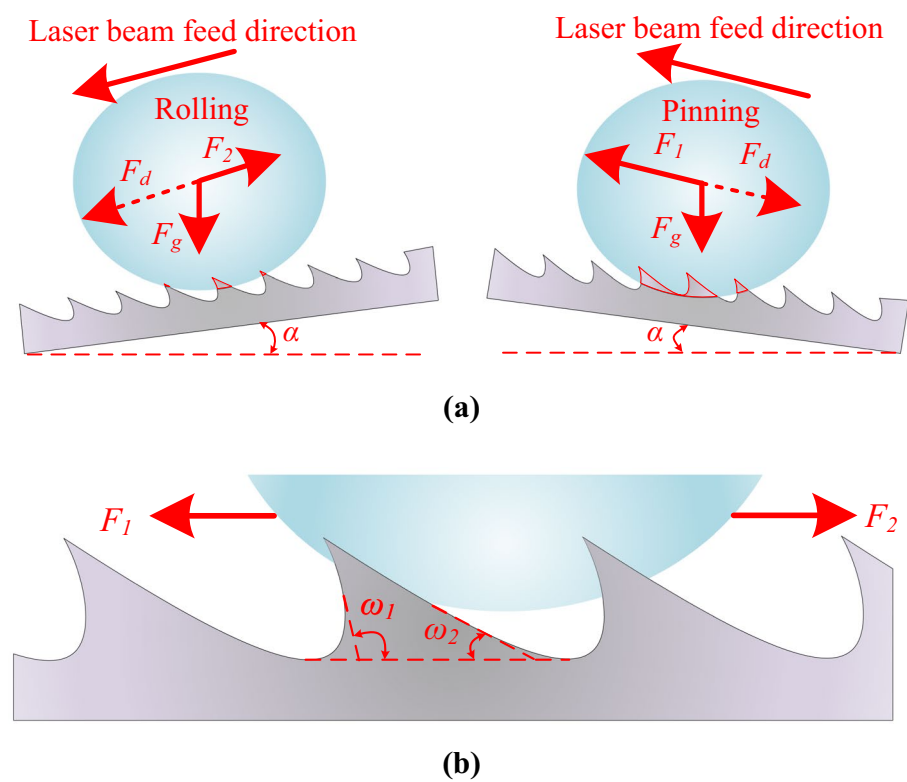 Laser beam feed direction
Rolling
F2
Fd
Fg
α
Laser beam feed direction
Pinning
F1
Fd
Fg
α
(a)
F1
F2
ω1
ω2
(b)